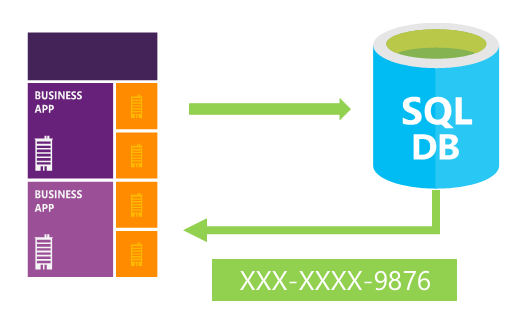 BUSINESS
APP
BUSINESS
APP
SQL
DB
XXX-XXXX-9876